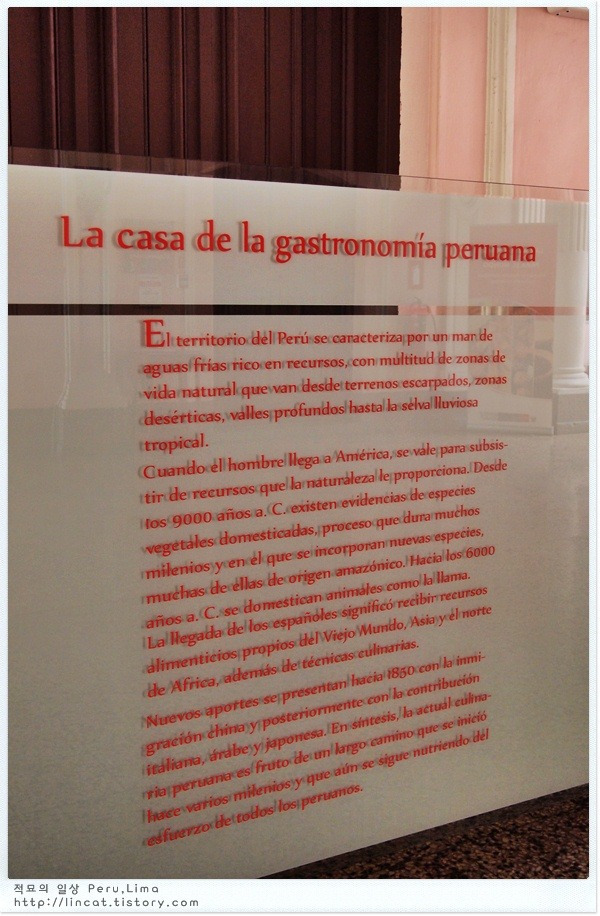 La casa de la gastronomía peruana
El territorio del Perú se caracteriza por un mar de
aguas frías rico en recursos, con multitud de zonas de
vida natural que van desde terrenos escarpados, zonas
desérticas, valles profundos hasta la selva lluviosa
tropical.
Cuando el hombre llega a América, se vale para subsis-
tir de recursos que la naturaleza le proporciona. Desde
los 9000 años a. C. existen evidencias de especies
vegetales domesticadas, proceso que dura muchos
milenios y en el que se incorporan nuevas especies,
muchas de ellas de origen amazónico. Hacia los 6000
años a. C. se domestican animales como la llama.
La llegada de los españoles significó recibir recursos
alimenticios propios del Viejo Mundo, Asia y el norte
de Africa, además de técnicas culinarias.
Nuevos aportes se presentan hacia 1850 con la inmi-
gración china y posteriormente con la contribución
italiana, árabe y japonesa. En síntesis, la actual culina-
ria peruana es fruto de un largo camino que se inició
hace varios milenios y que aún se sigue nutriendo del
esfuerzo de todos los peruanos.
적묘의 일상 Peru,Lima
http://lincat.tistory.com